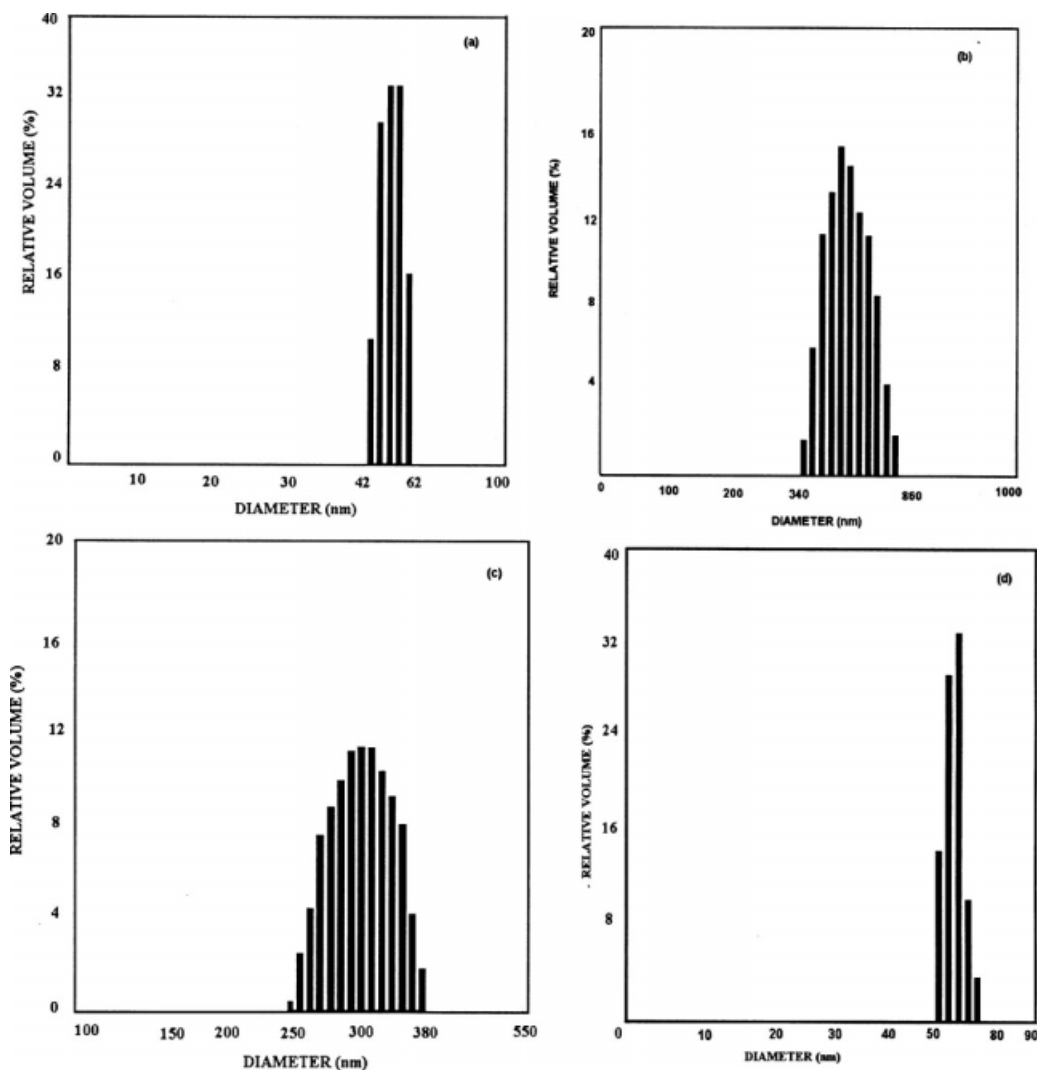 40
(a)
32
24
16
8
0
RELATIVE VOLUME (%)
10 20 30 42 62 100
DIAMETER (nm)
20
(b)
16
12
8
4
RELATIVE VOLUME (%)
0 100 200 340 860 1000
DIAMETER (nm)
20
(c)
16
12
8
4
0
RELATIVE VOLUME (%)
100 150 200 250 300 380 550
DIAMETER (nm)
40
(d)
32
24
16
8
RELATIVE VOLUME (%)
0 10 20 30 40 50 80 90
DIAMETER (nm)